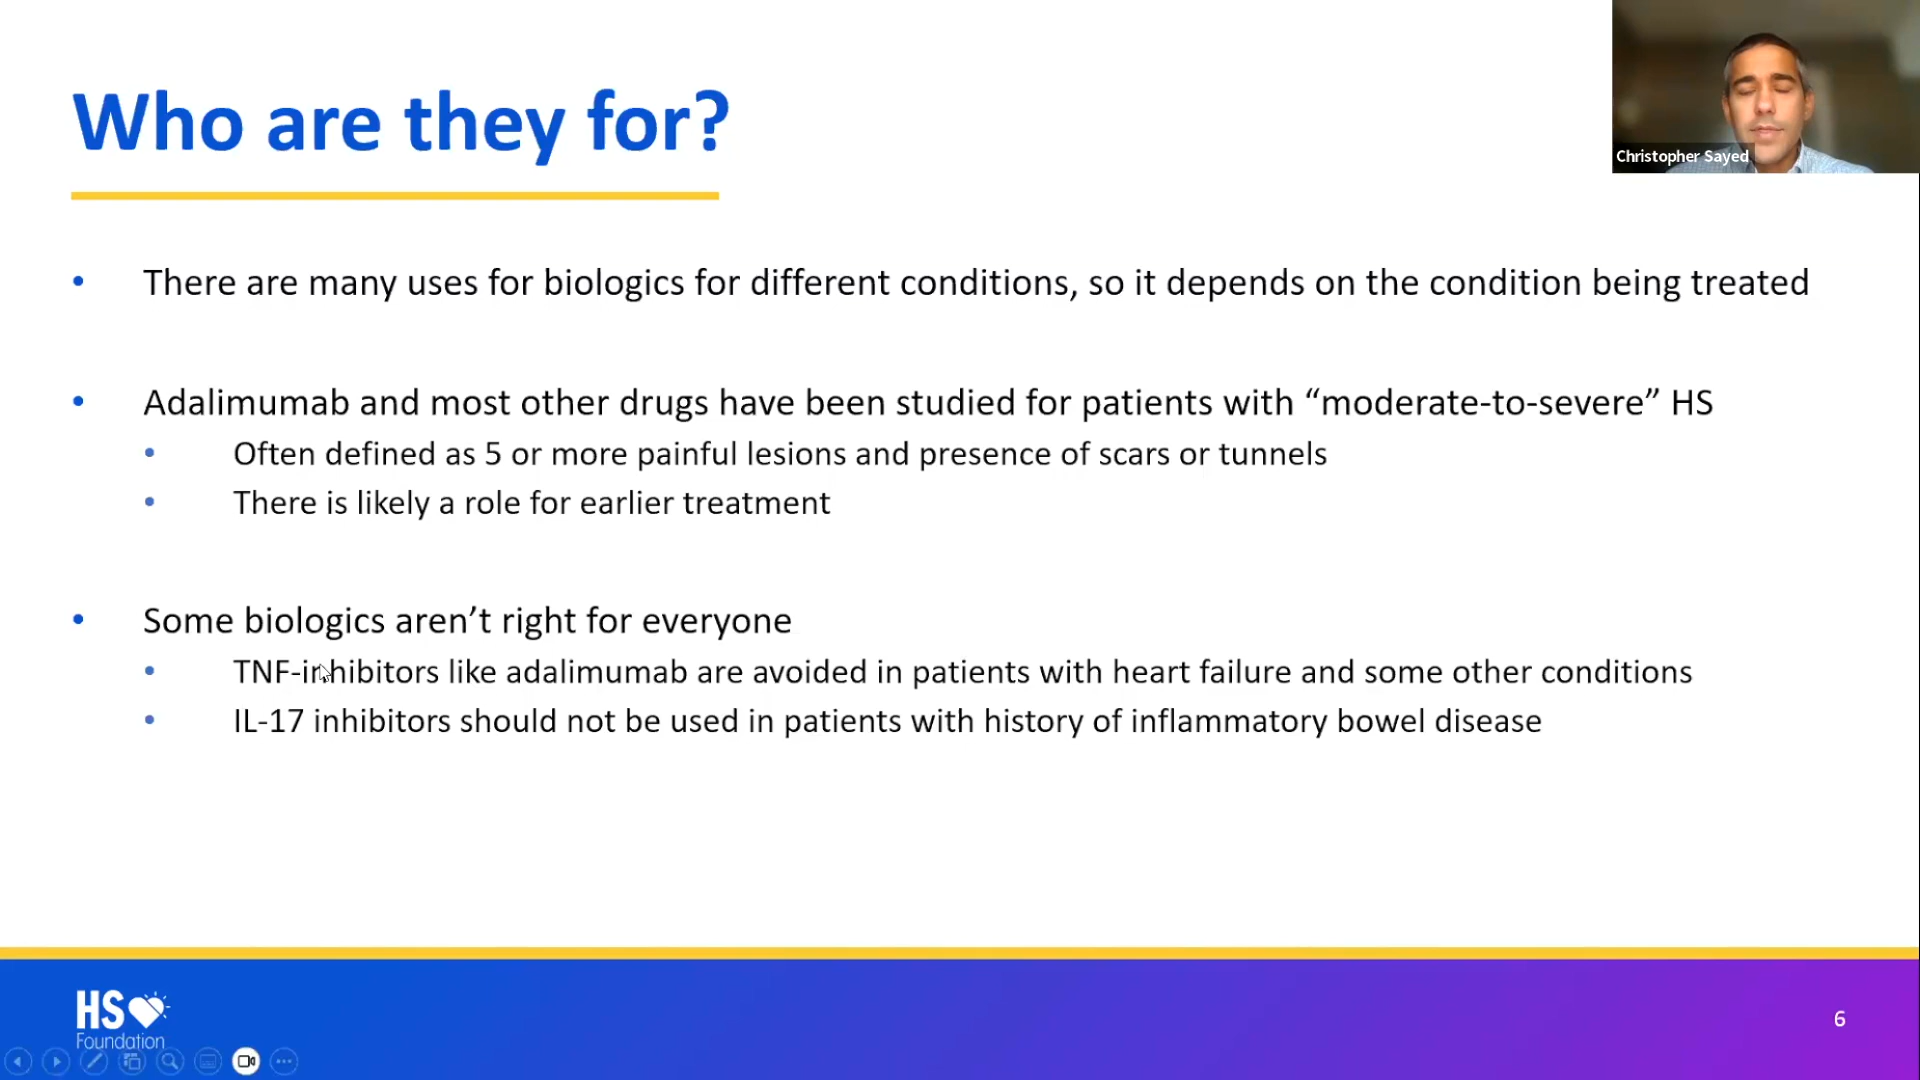 Who are they for?
Christopher Sayed
• There are many uses for biologics for different conditions, so it depends on the condition being treated
• Adalimumab and most other drugs have been studied for patients with “moderate-to-severe” HS
• Often defined as 5 or more painful lesions and presence of scars or tunnels
• There is likely a role for earlier treatment
• Some biologics aren’t right for everyone
• TNF-inhibitors like adalimumab are avoided in patients with heart failure and some other conditions
• IL-17 inhibitors should not be used in patients with history of inflammatory bowel disease
HS
Foundation
6